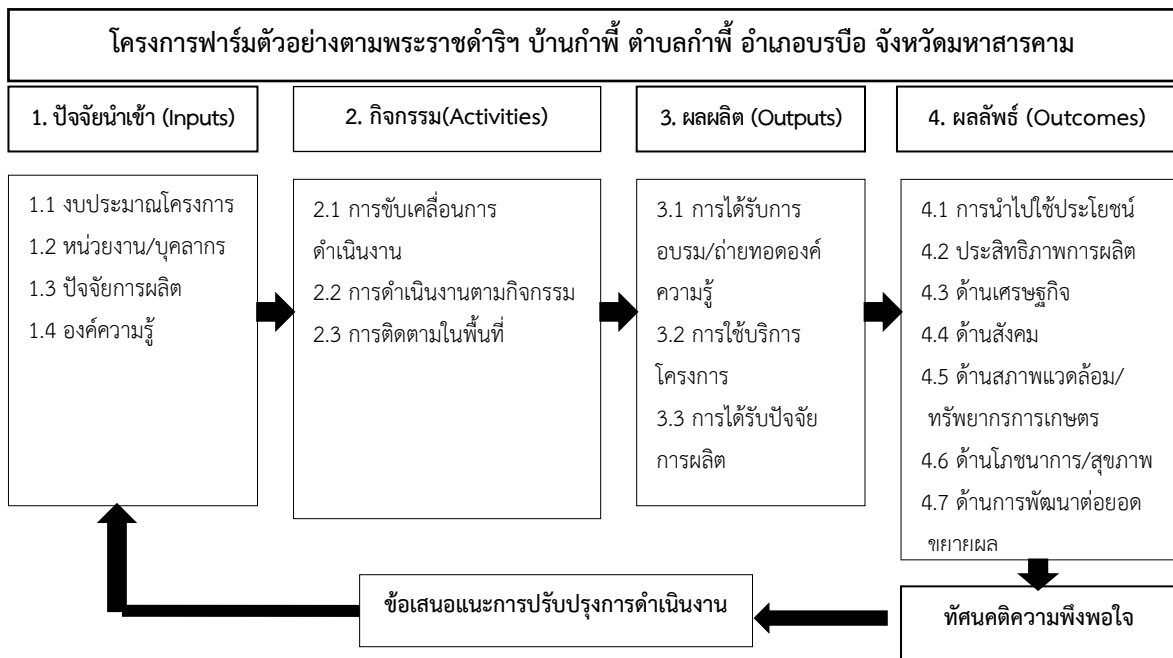 โครงการฟาร์มตัวอย่างตามพระราชดำริฯ บ้านกำพี้ ตำบลกำพี้ อำเภอบรบือ จังหวัดมหาสารคาม
1. ปัจจัยนำเข้า (Inputs)
1.1 งบประมาณโครงการ
1.2 หน่วยงาน/บุคลากร
1.3 ปัจจัยการผลิต
1.4 องค์ความรู้
2. กิจกรรม(Activities)
2.1 การขับเคลื่อนการ
ดำเนินงาน
2.2 การดำเนินงานตามกิจกรรม
2.3 การติดตามในพื้นที่
3. ผลผลิต (Outputs)
3.1 การได้รับการ
อบรม/ถ่ายทอดองค์
ความรู้
3.2 การใช้บริการ
โครงการ
3.3 การได้รับปัจจัย
การผลิต
4. ผลลัพธ์ (Outcomes)
4.1 การนำไปใช้ประโยชน์
4.2 ประสิทธิภาพการผลิต
4.3 ด้านเศรษฐกิจ
4.4 ด้านสังคม
4.5 ด้านสภาพแวดล้อม/
ทรัพยากรการเกษตร
4.6 ด้านโภชนาการ/สุขภาพ
4.7 ด้านการพัฒนาต่อยอด
ขยายผล
ทัศนคติความพึงพอใจ
ข้อเสนอแนะการปรับปรุงการดำเนินงาน